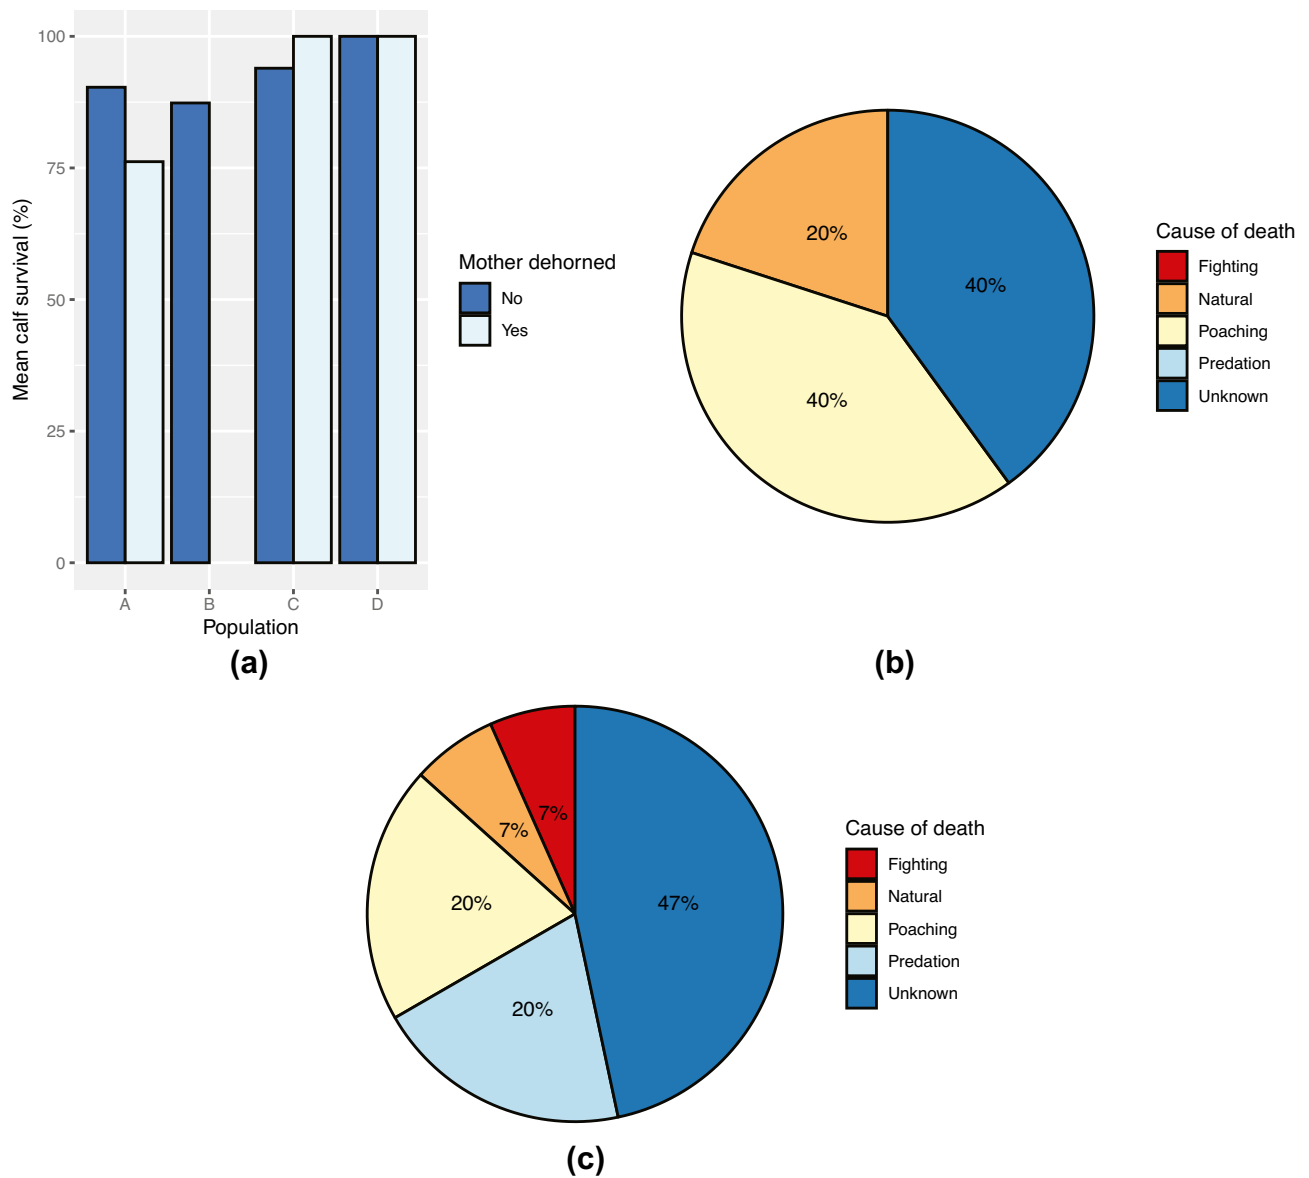 100
75
50
25
0
Mean calf survival (%)
A B C D
Population
Mother dehorned
No
Yes
(a)
20%
40%
40%
Cause of death
Fighting
Natural
Poaching
Predation
Unknown
(b)
7%
7%
20%
47%
20%
Cause of death
Fighting
Natural
Poaching
Predation
Unknown
(c)